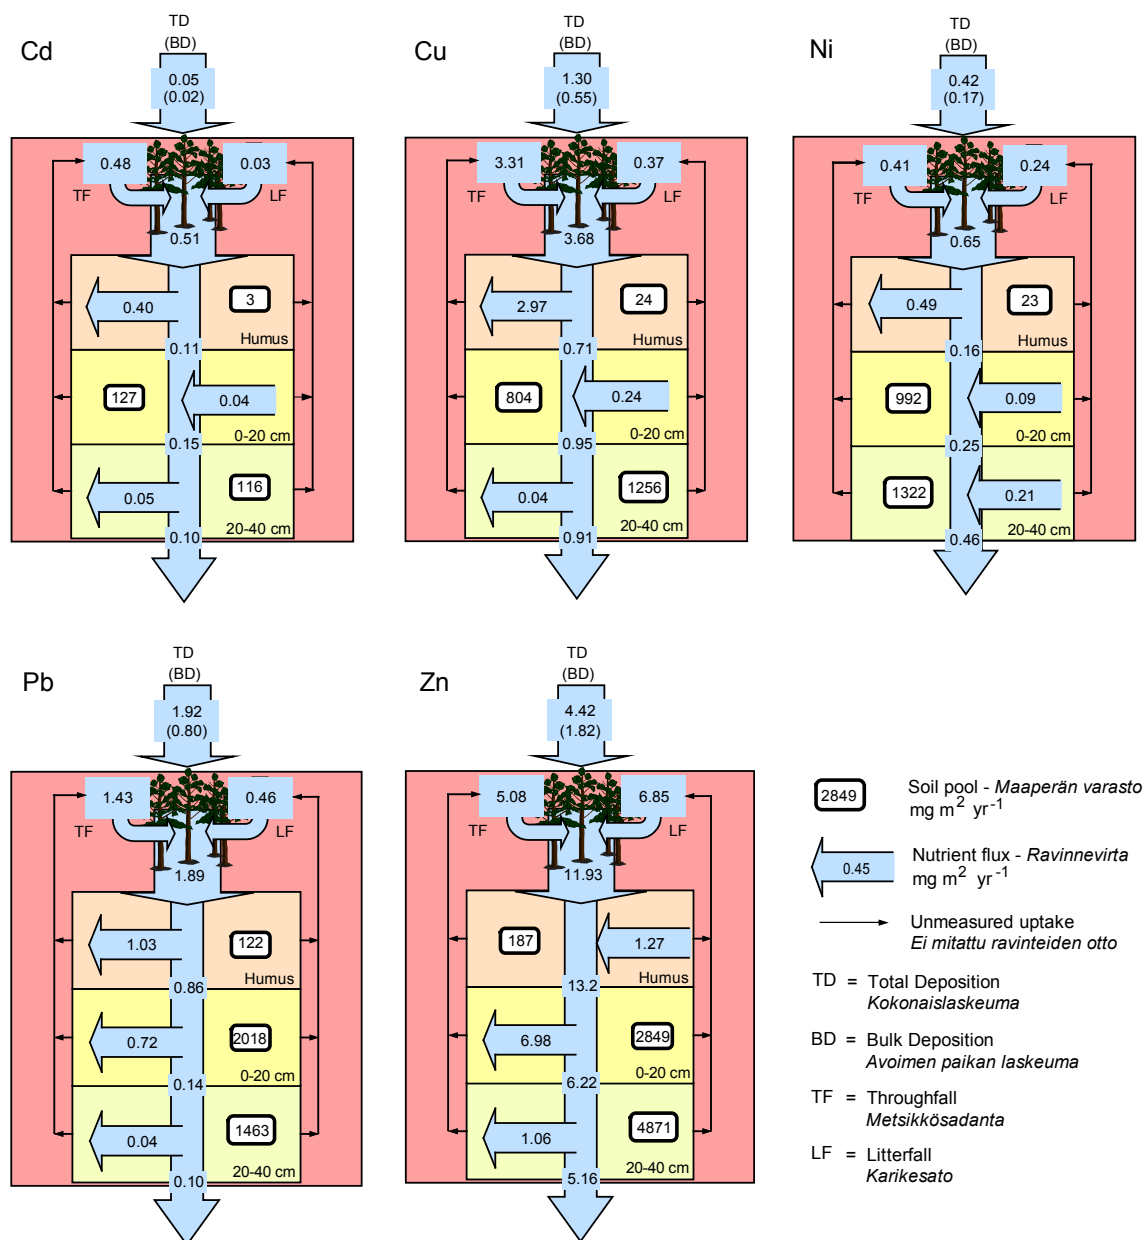 Cd
TD
(BD)
0.05
(0.02)
0.48
0.03
TF
LF
0.51
0.40
3
0.11
Humus
127
0.04
0.15
0-20 cm
0.05
116
0.10
20-40 cm
Cu
TD
(BD)
1.30
(0.55)
3.31
0.37
TF
LF
3.68
2.97
24
0.71
Humus
804
0.24
0.95
0-20 cm
0.04
1256
0.91
20-40 cm
Ni
TD
(BD)
0.42
(0.17)
0.41
0.24
TF
LF
0.65
0.49
23
0.16
Humus
992
0.09
0.25
0-20 cm
1322
0.21
0.46
20-40 cm
Pb
TD
(BD)
1.92
(0.80)
1.43
0.46
TF
LF
1.89
1.03
122
0.86
Humus
0.72
2018
0.14
0-20 cm
0.04
1463
0.10
20-40 cm
Zn
TD
(BD)
4.42
(1.82)
5.08
6.85
TF
LF
11.93
187
1.27
13.2
Humus
6.98
2849
6.22
0-20 cm
1.06
4871
5.16
20-40 cm
2849
Soil pool - Maaperän varasto
mg m² yr⁻¹
0.45
Nutrient flux - Ravinnevirta
mg m² yr⁻¹
Unmeasured uptake
Ei mitattu ravinteiden otto
TD = Total Deposition
Kokonaislaskeuma
BD = Bulk Deposition
Avoimen paikan laskeuma
TF = Throughfall
Metsikkösadanta
LF = Litterfall
Karikesato